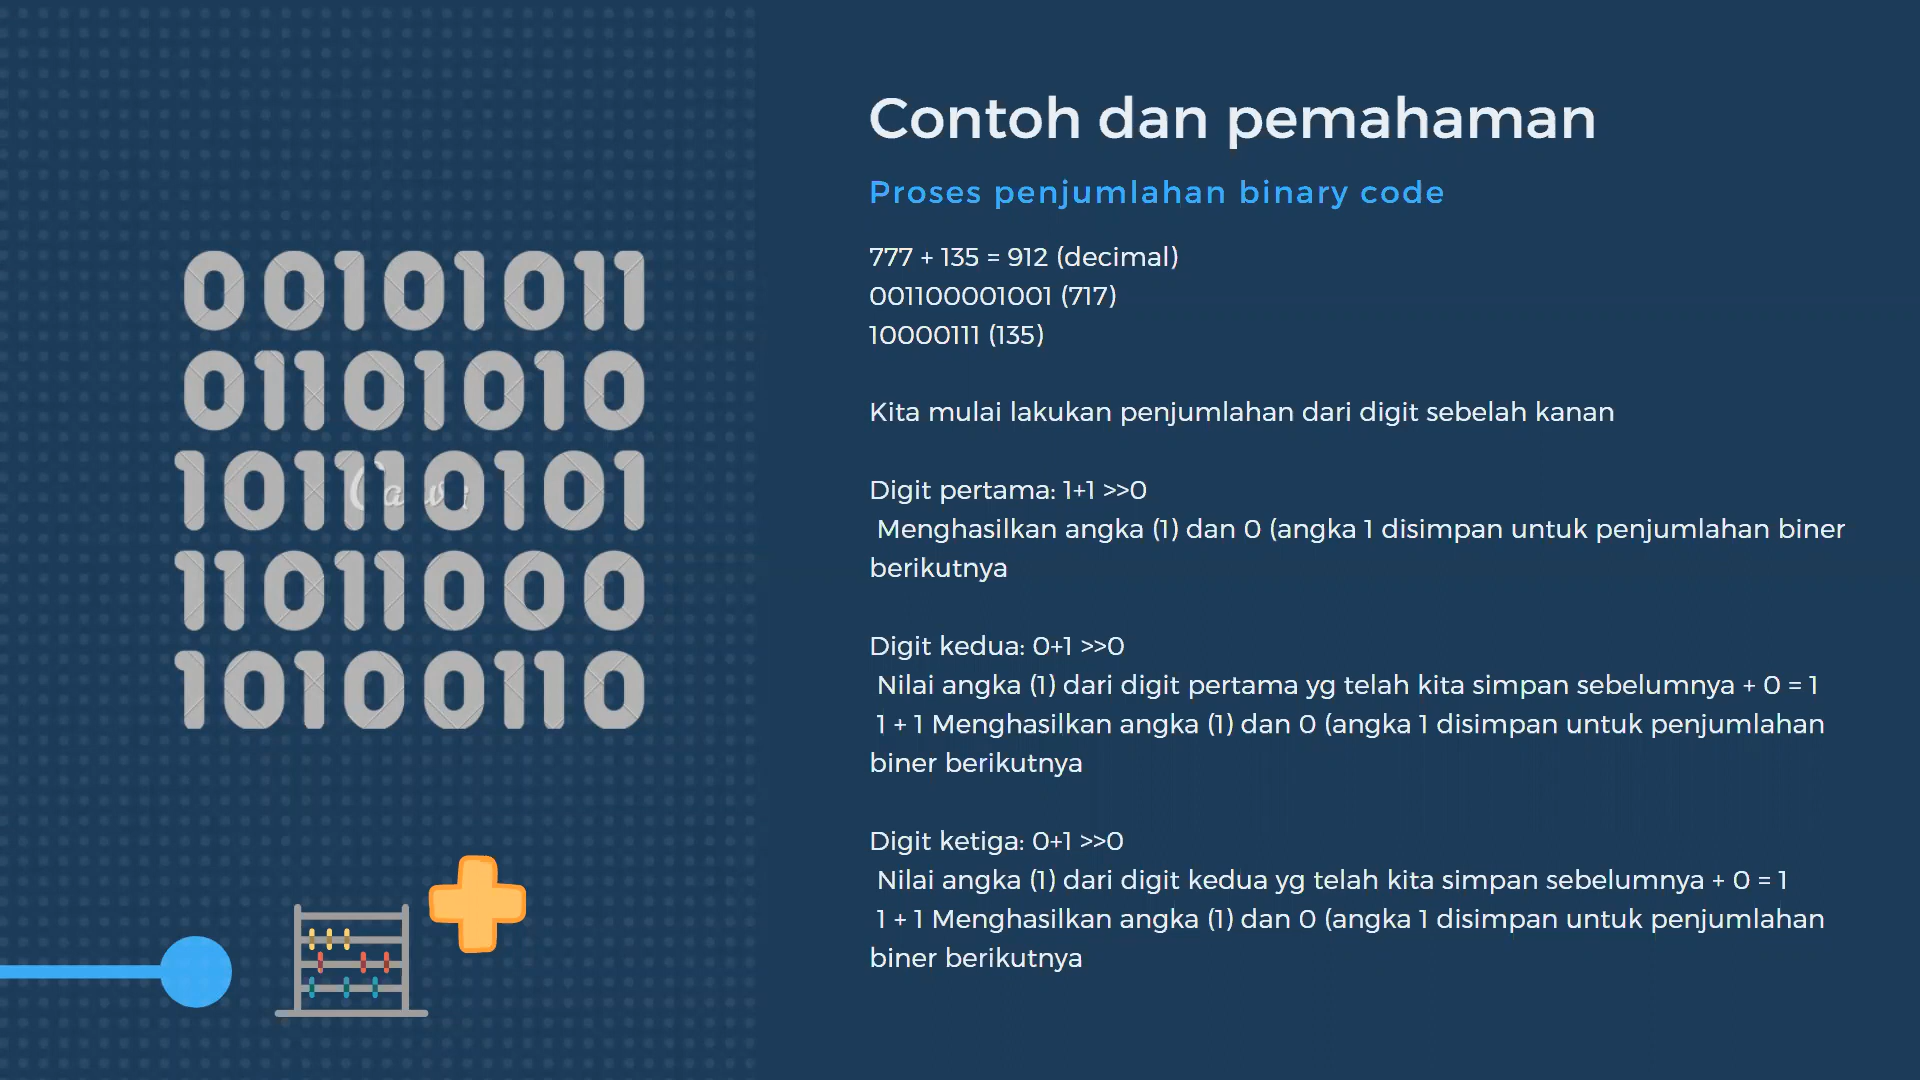 00101011
01101010
101110101
11011000
10100110
Contoh dan pemahaman
Proses penjumlahan binary code
777 + 135 = 912 (decimal)
001100001001 (717)
10000111 (135)
Kita mulai lakukan penjumlahan dari digit sebelah kanan
Digit pertama: 1+1 >>0
Menghasilkan angka (1) dan 0 (angka 1 disimpan untuk penjumlahan biner
berikutnya
Digit kedua: 0+1 >>0
Nilai angka (1) dari digit pertama yg telah kita simpan sebelumnya + 0 = 1
1 + 1 Menghasilkan angka (1) dan 0 (angka 1 disimpan untuk penjumlahan
biner berikutnya
Digit ketiga: 0+1 >>0
Nilai angka (1) dari digit kedua yg telah kita simpan sebelumnya + 0 = 1
1 + 1 Menghasilkan angka (1) dan 0 (angka 1 disimpan untuk penjumlahan
biner berikutnya